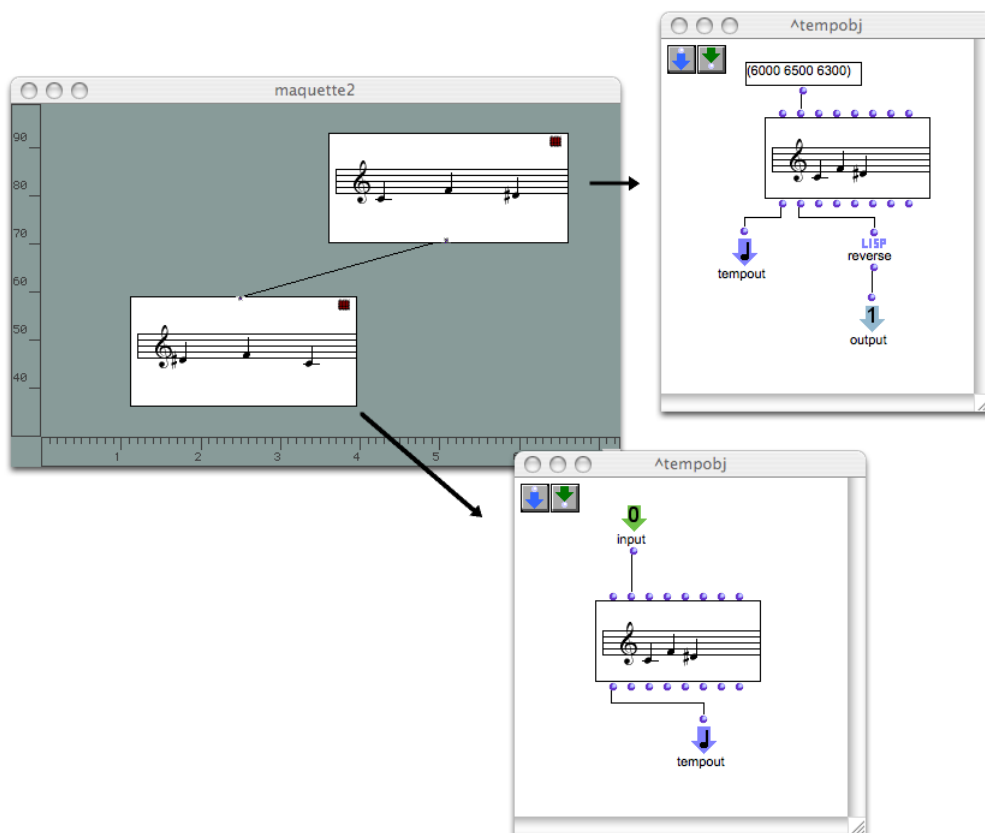 ^tempobj
(6000 6500 6300)
tempout
LISP
reverse
1
output
maquette2
90
80
70
60
50
40
1 2 3 4 5
^tempobj
0
input
tempout